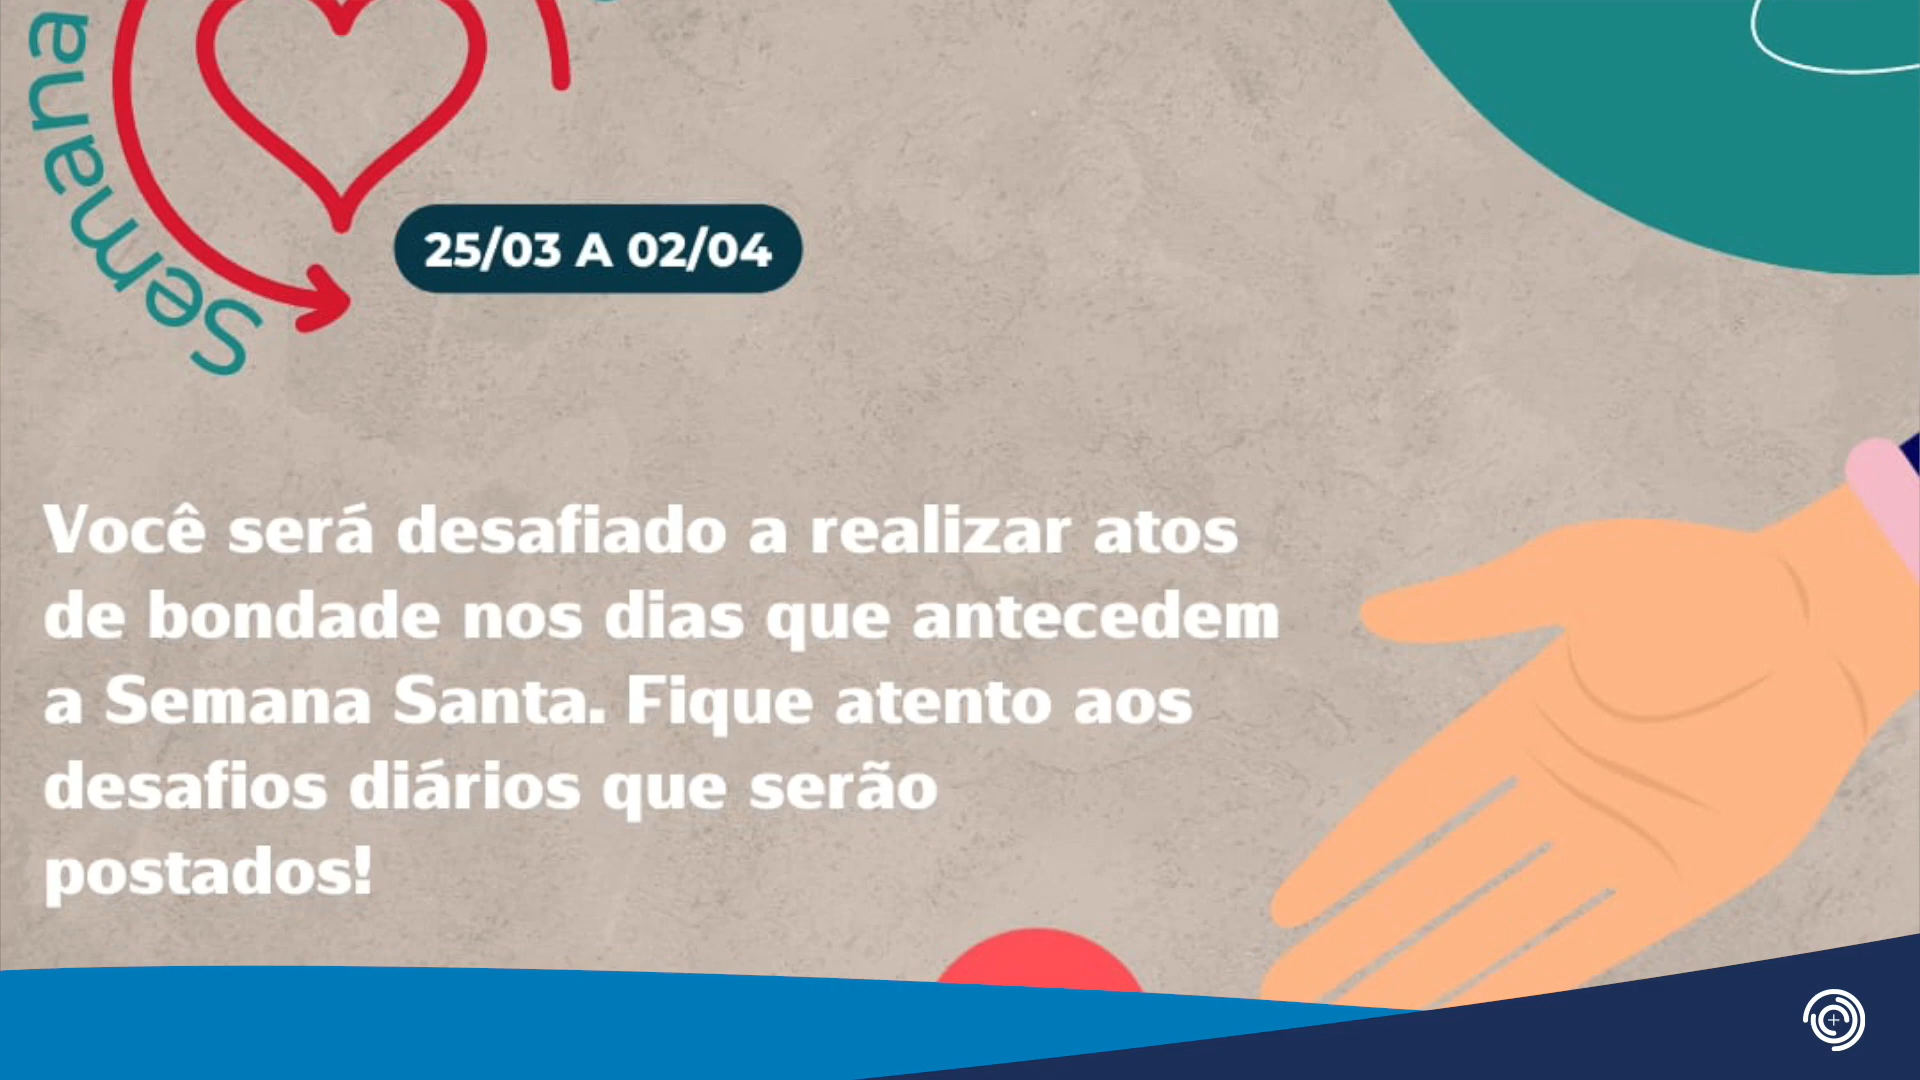 Semana
25/03 A 02/04
Você será desafiado a realizar atos
de bondade nos dias que antecedem
a Semana Santa. Fique atento aos
desafios diários que serão
postados!